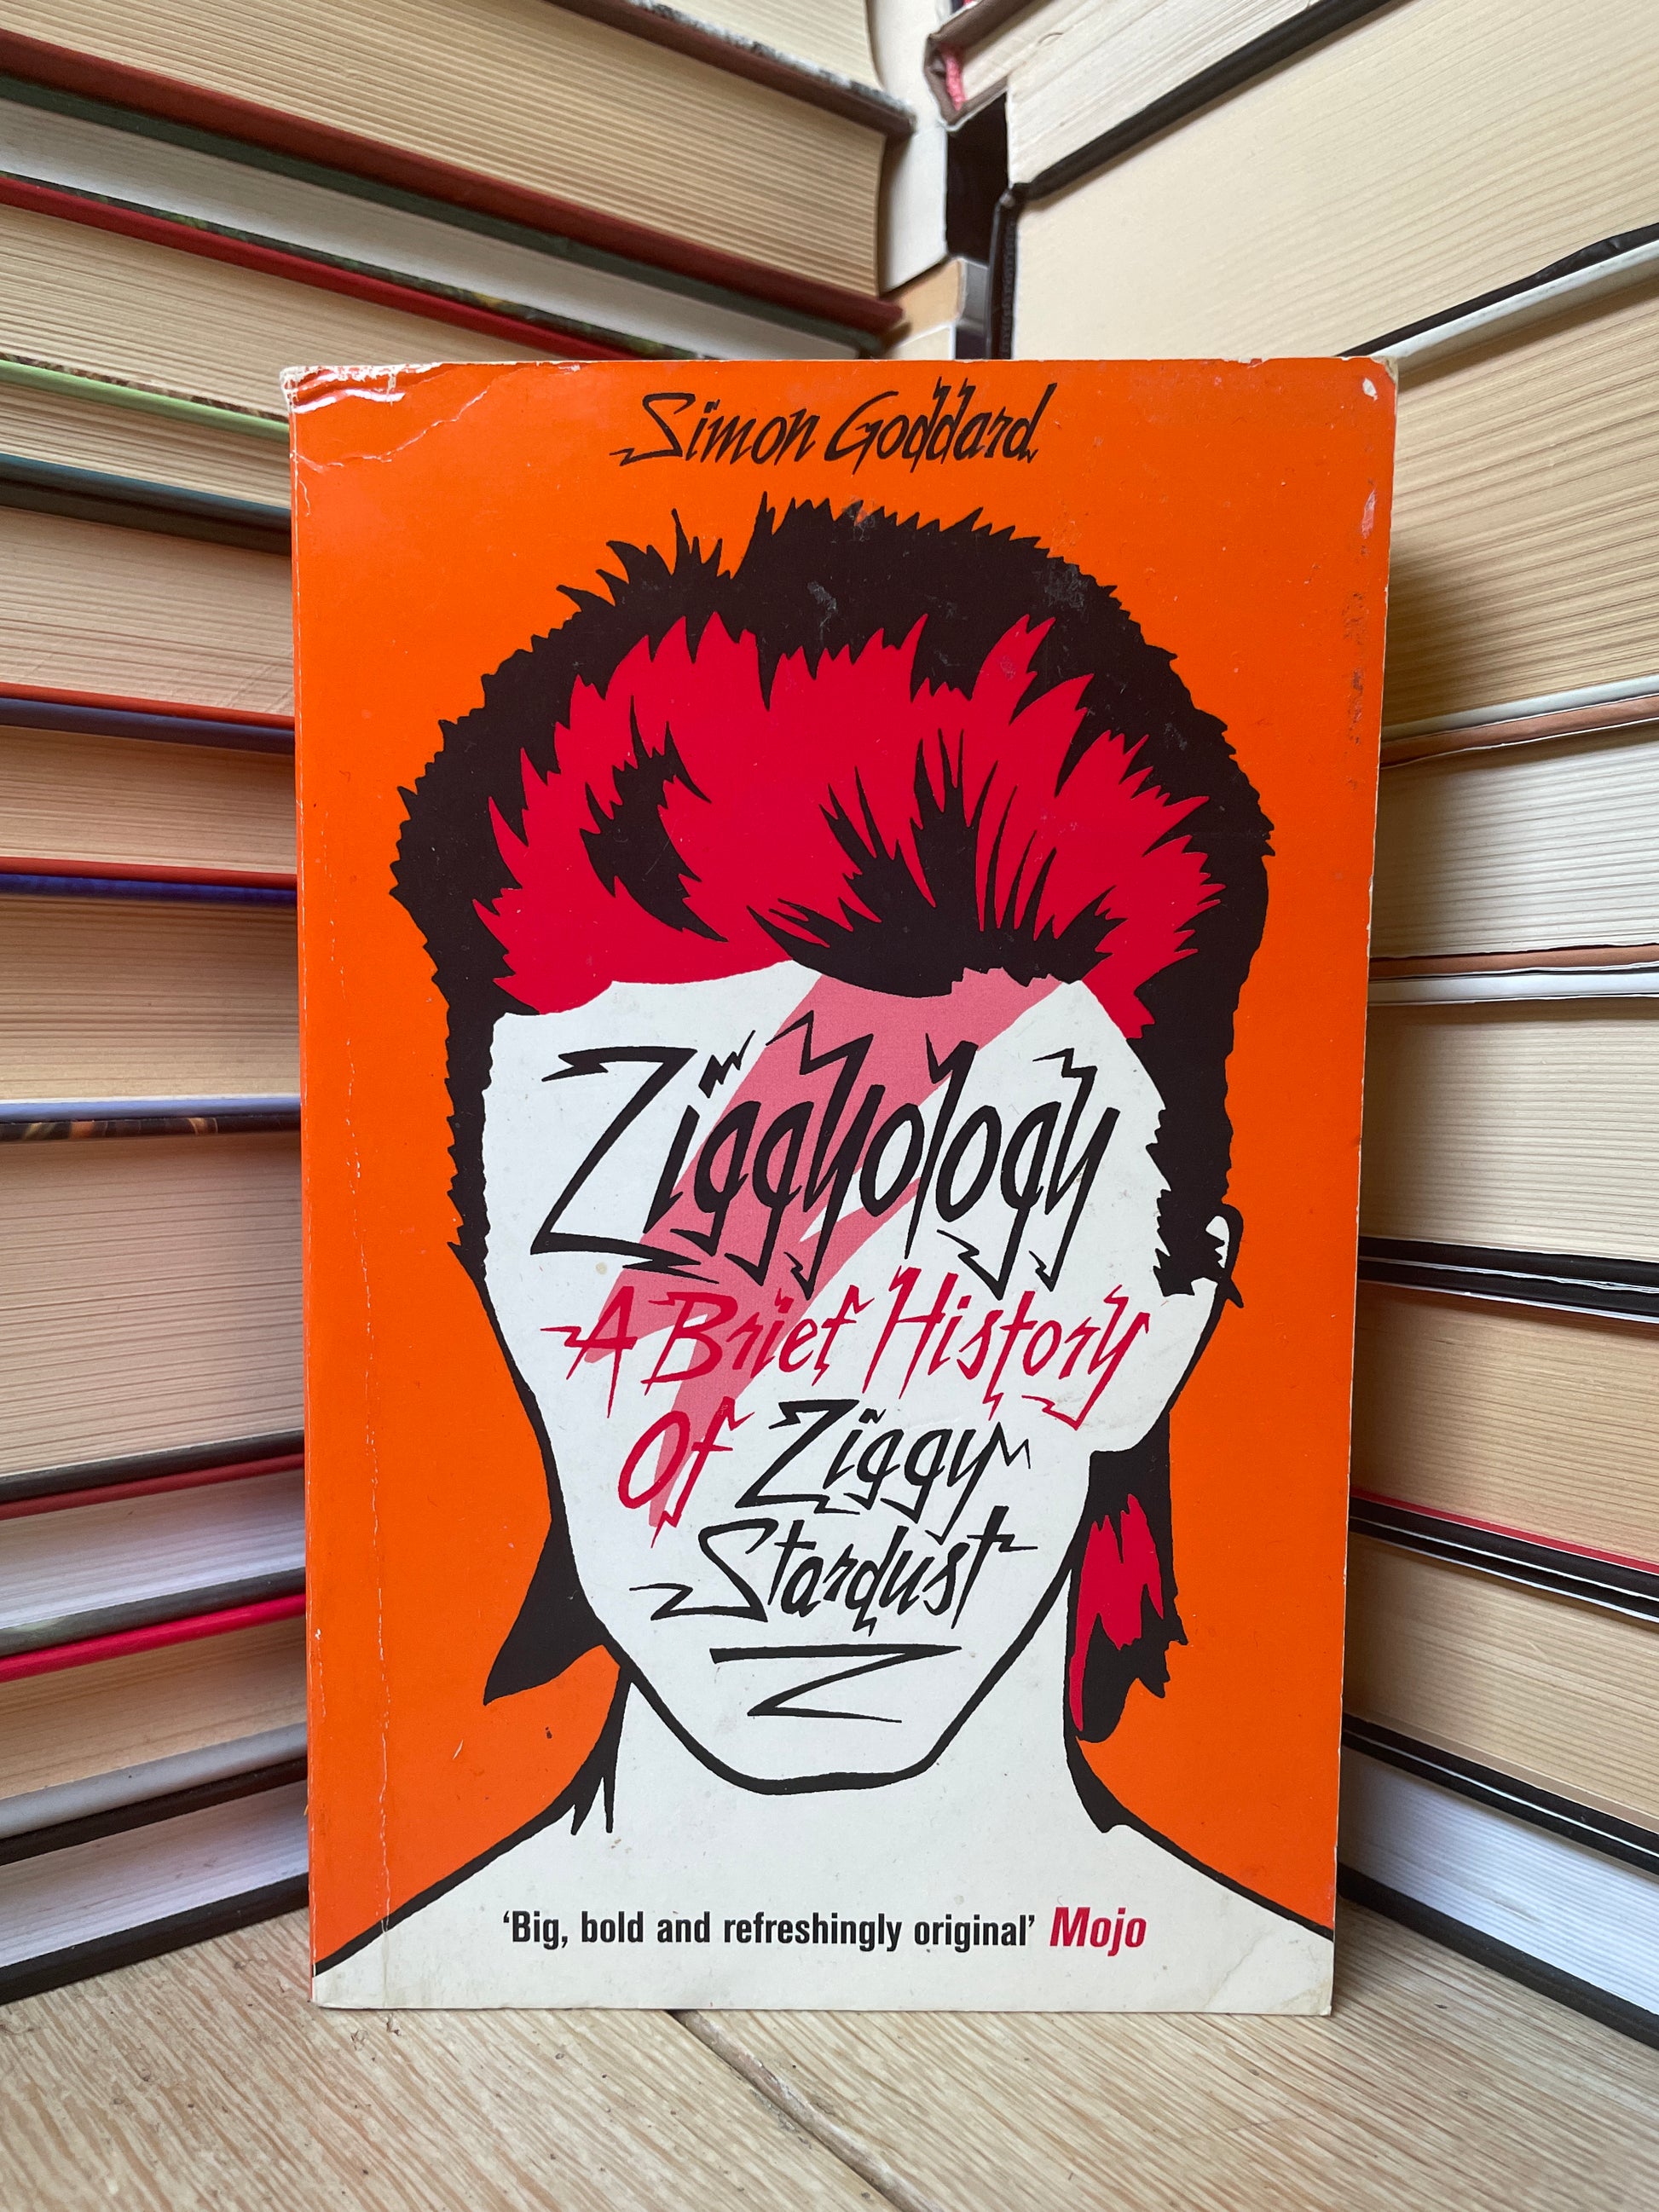 Simon Goddard
Ziggyology
A Brief History
Of Ziggy
Stardust
'Big, bold and refreshingly original' Mojo